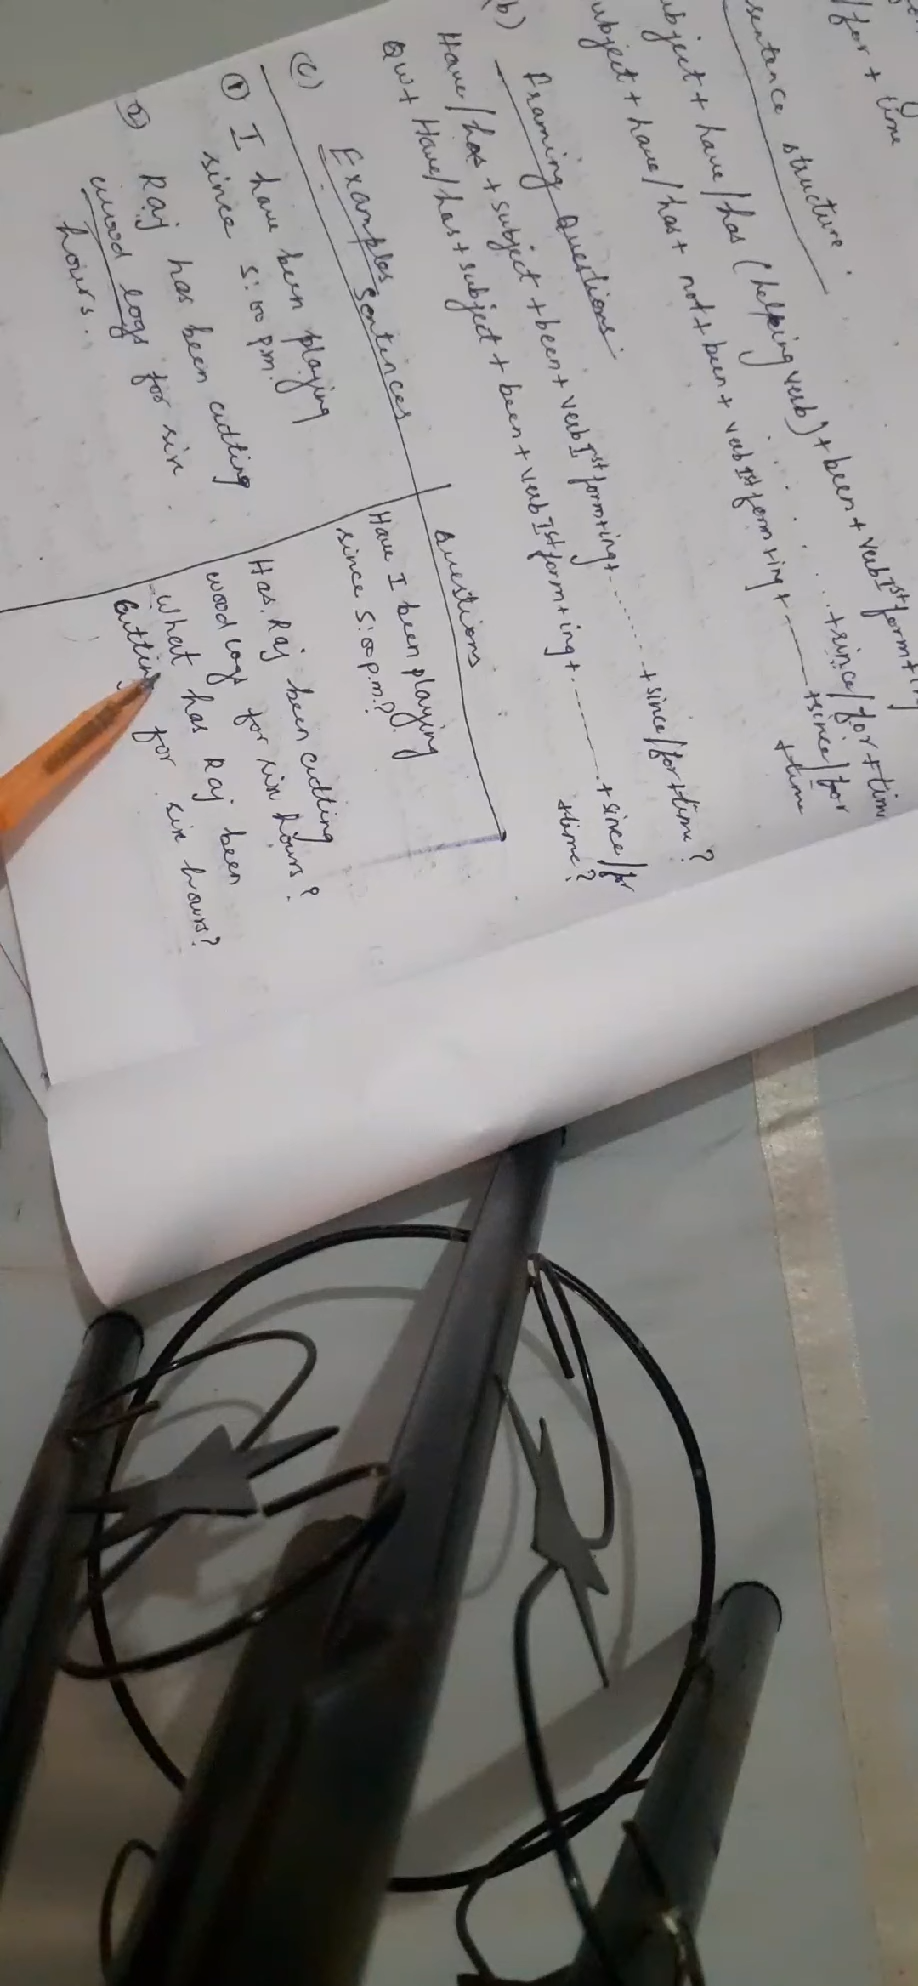 /for + time
sentence structure.
subject + have/has (helping verb) + been + verb Ist form + ing
..... + since/for + time
subject + have/has + not + been + verb Ist form + ing + ...... + since/for
+ time
(b) Framing Questions:
Have/has + subject + been + verb Ist form + ing + ........ + since/for + time?
QW + Have/has + subject + been + verb Ist form + ing + ........ + since/for
+ time?
(c) Examples sentences
① I have been playing
since 5:00 p.m.
② Raj has been cutting
wood logs for six
hours.
Questions
Have I been playing
since 5:00 p.m.?
Has Raj been cutting
wood logs for six hours?
What has Raj been
cutting for six hours?